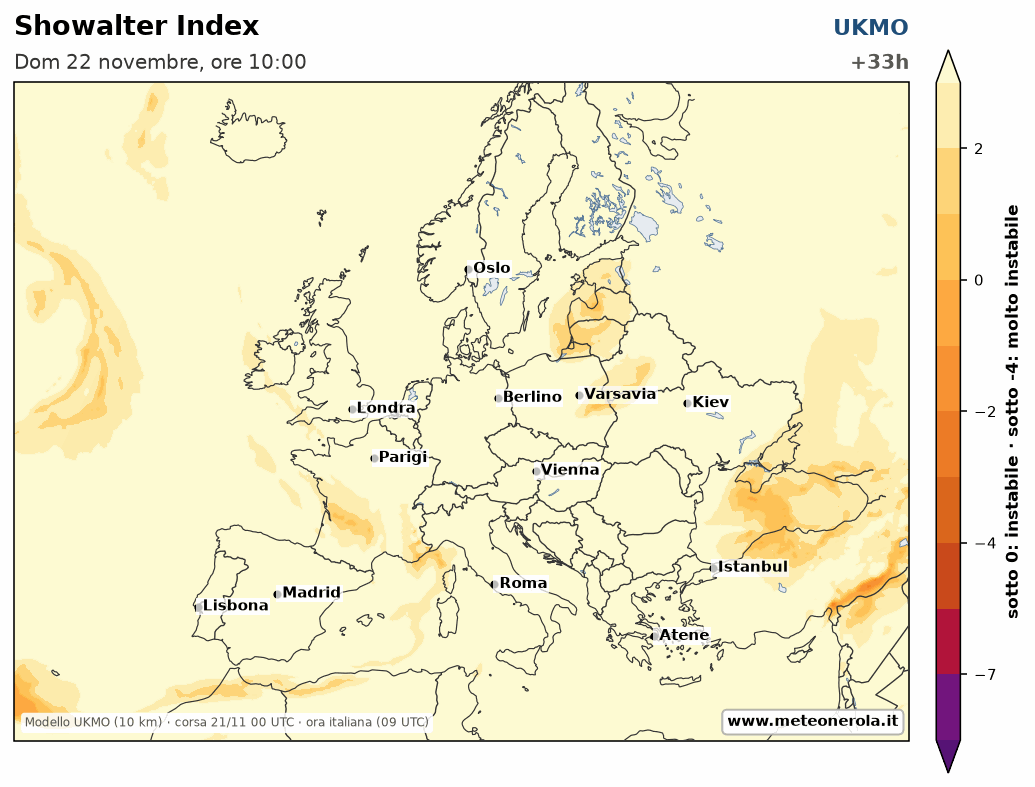 Showalter Index
UKMO
Dom 22 novembre, ore 10:00
+33h
Oslo
Berlino
Varsavia
Kiev
Londra
Parigi
Vienna
Istanbul
Roma
Madrid
Lisbona
Atene
Modello UKMO (10 km) · corsa 21/11 00 UTC · ora italiana (09 UTC)
www.meteonerola.it
2
0
−2
−4
−7
sotto 0: instabile · sotto -4: molto instabile